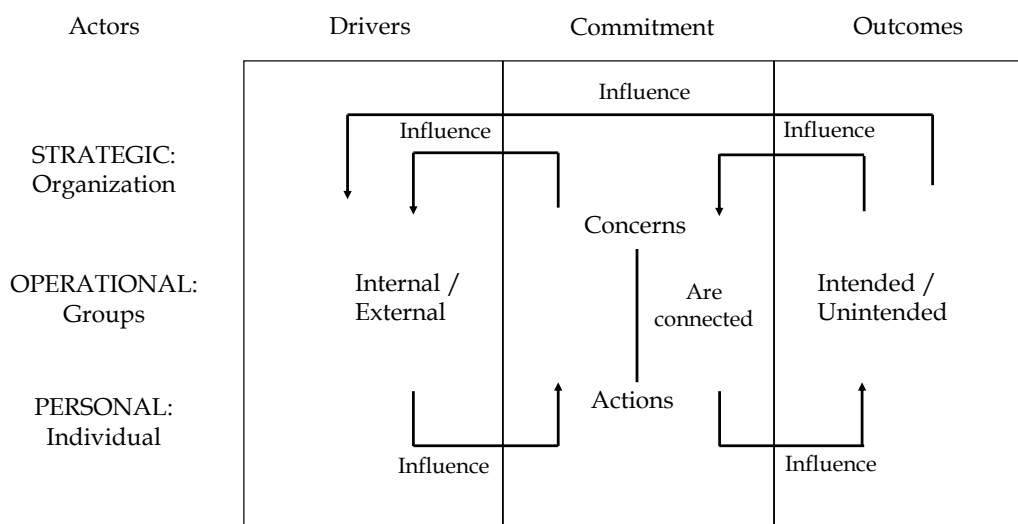 Actors
Drivers
Commitment
Outcomes
Influence
Influence
Influence
STRATEGIC:
Organization
Concerns
OPERATIONAL:
Groups
Internal /
External
Are
connected
Intended /
Unintended
PERSONAL:
Individual
Actions
Influence
Influence